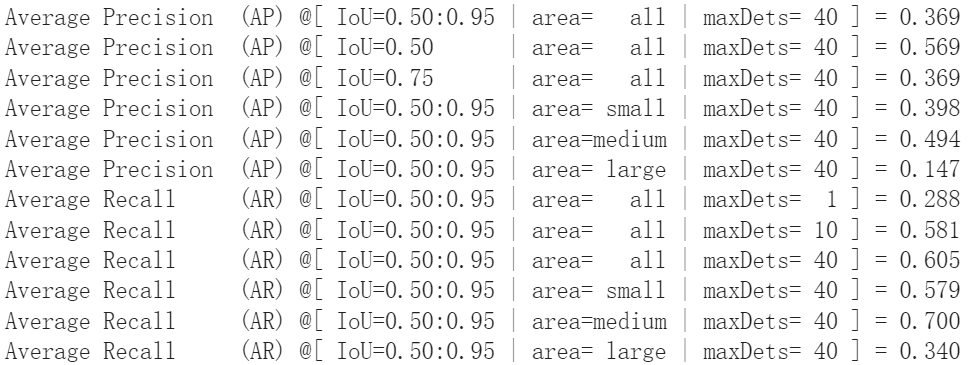 Average Precision  (AP) @[ IoU=0.50:0.95 | area=   all | maxDets= 40 ] = 0.369
Average Precision  (AP) @[ IoU=0.50      | area=   all | maxDets= 40 ] = 0.569
Average Precision  (AP) @[ IoU=0.75      | area=   all | maxDets= 40 ] = 0.369
Average Precision  (AP) @[ IoU=0.50:0.95 | area= small | maxDets= 40 ] = 0.398
Average Precision  (AP) @[ IoU=0.50:0.95 | area=medium | maxDets= 40 ] = 0.494
Average Precision  (AP) @[ IoU=0.50:0.95 | area= large | maxDets= 40 ] = 0.147
Average Recall     (AR) @[ IoU=0.50:0.95 | area=   all | maxDets=  1 ] = 0.288
Average Recall     (AR) @[ IoU=0.50:0.95 | area=   all | maxDets= 10 ] = 0.581
Average Recall     (AR) @[ IoU=0.50:0.95 | area=   all | maxDets= 40 ] = 0.605
Average Recall     (AR) @[ IoU=0.50:0.95 | area= small | maxDets= 40 ] = 0.579
Average Recall     (AR) @[ IoU=0.50:0.95 | area=medium | maxDets= 40 ] = 0.700
Average Recall     (AR) @[ IoU=0.50:0.95 | area= large | maxDets= 40 ] = 0.340